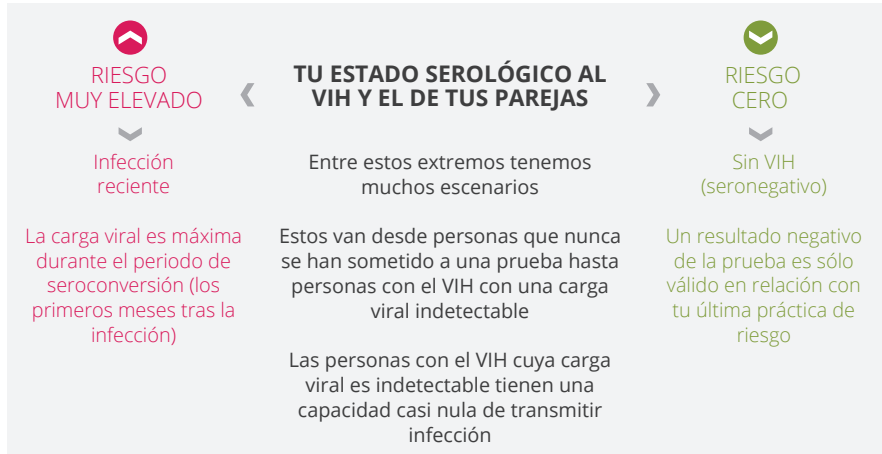 RIESGO
MUY ELEVADO
Infección
reciente
La carga viral es máxima
durante el periodo de
seroconversión (los
primeros meses tras la
infección)
TU ESTADO SEROLÓGICO AL
VIH Y EL DE TUS PAREJAS
Entre estos extremos tenemos
muchos escenarios
Estos van desde personas que nunca
se han sometido a una prueba hasta
personas con el VIH con una carga
viral indetectable
Las personas con el VIH cuya carga
viral es indetectable tienen una
capacidad casi nula de transmitir
infección
RIESGO
CERO
Sin VIH
(seronegativo)
Un resultado negativo
de la prueba es sólo
válido en relación con
tu última práctica de
riesgo